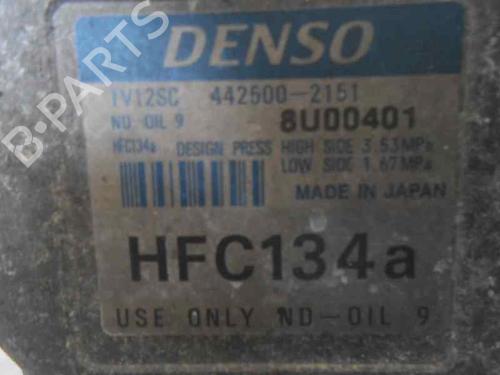 B-PARTS
DENSO
TV12SC 442500-2151
ND-OIL 9 8U00401
HFC134a DESIGN PRESS HIGH SIDE 3.53MPa
LOW SIDE 1.67MPa
MADE IN JAPAN
HFC134a
USE ONLY ND-OIL 9